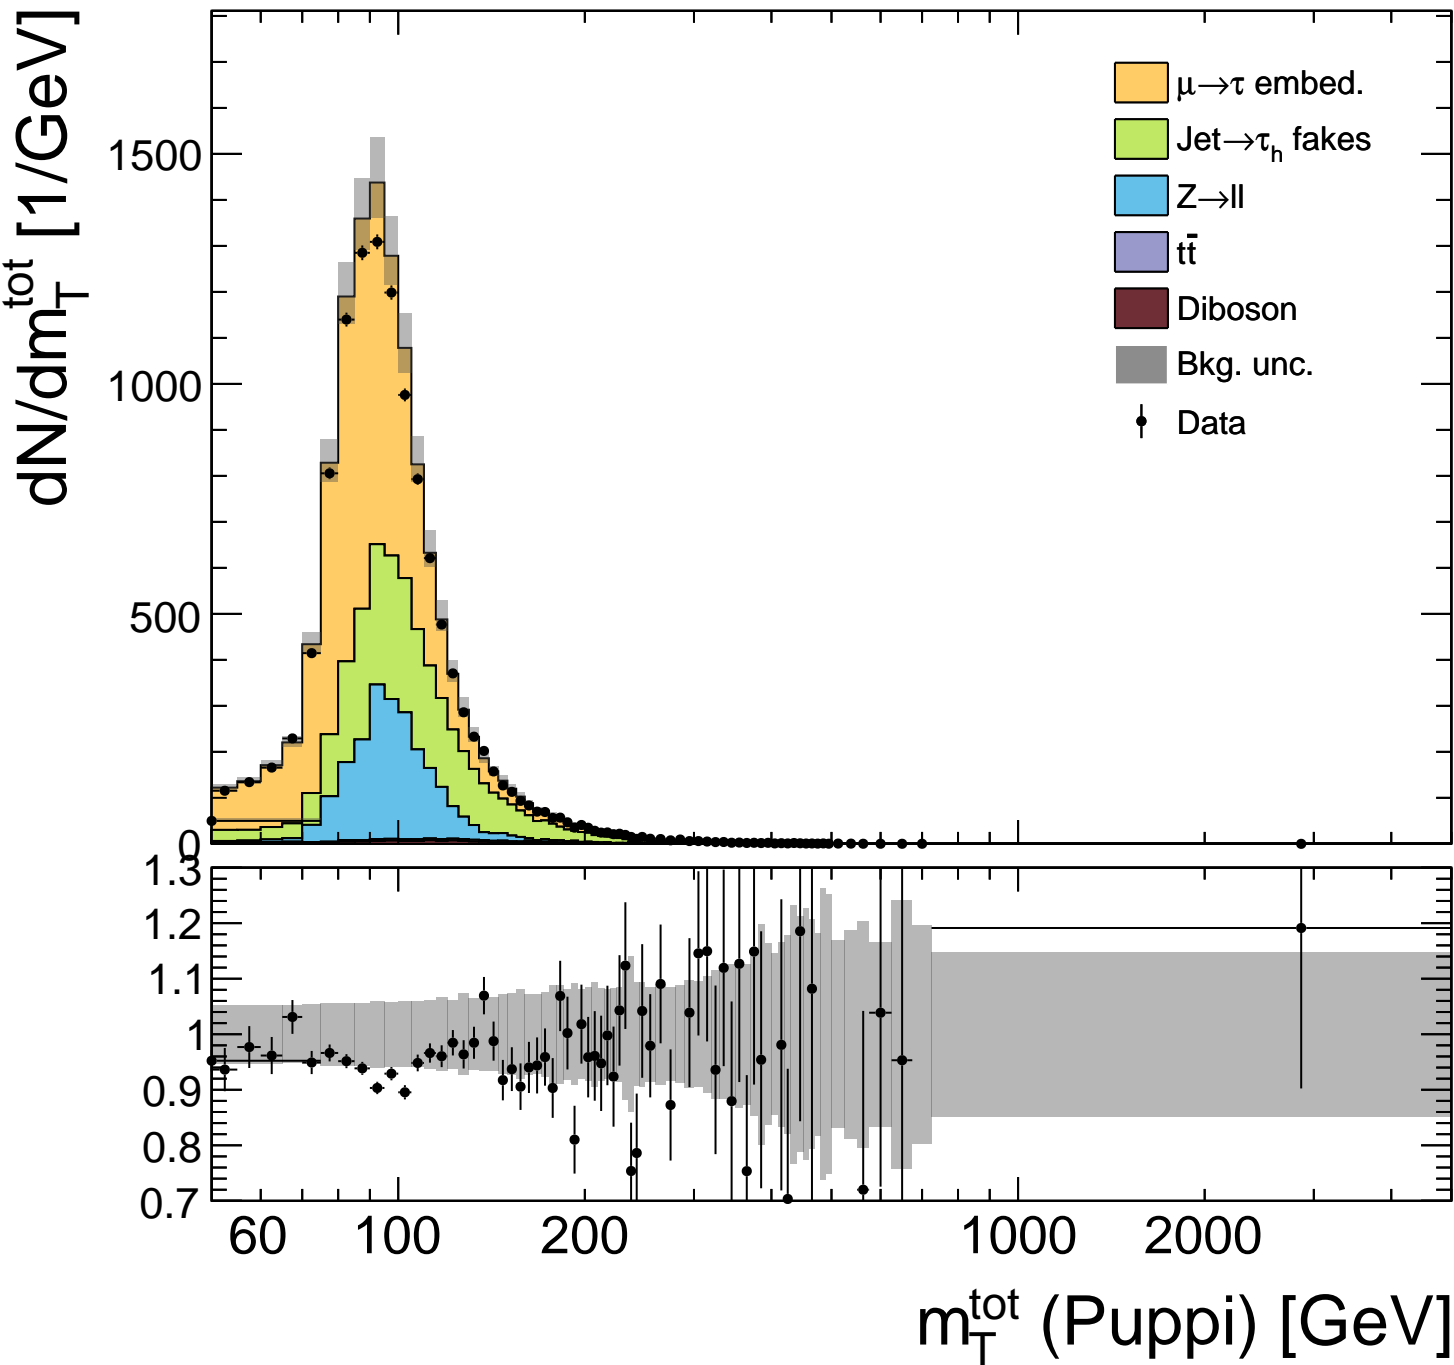 dN/dm_T^tot [1/GeV]
1500
1000
500
0
μ→τ embed.
Jet→τ_h fakes
Z→ll
tt̄
Diboson
Bkg. unc.
Data
1.3
1.2
1.1
1
0.9
0.8
0.7
60 100 200 1000 2000
m_T^tot (Puppi) [GeV]